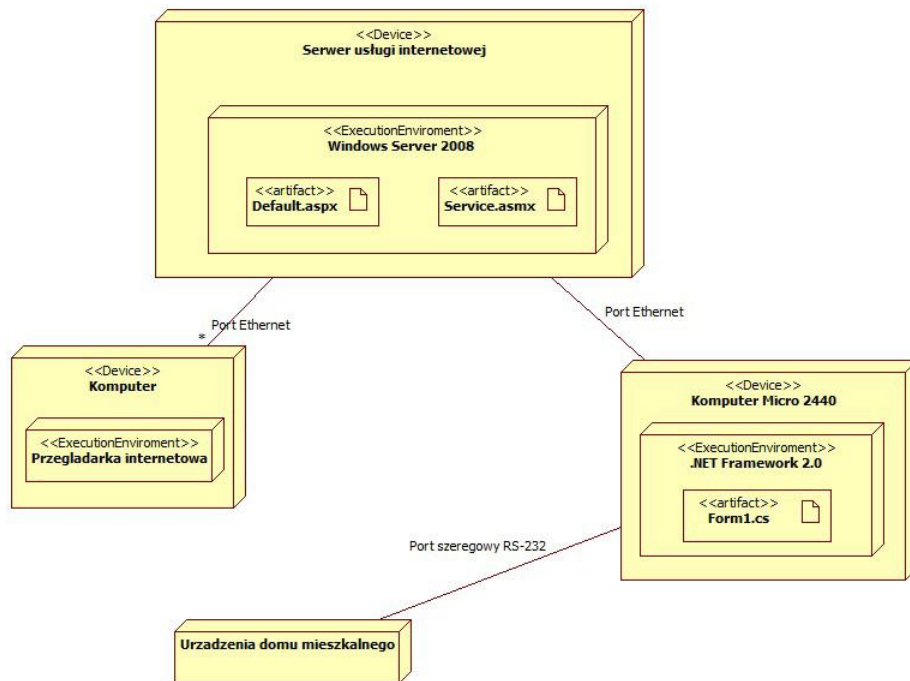 <<Device>>
Serwer usługi internetowej
<<ExecutionEnviroment>>
Windows Server 2008
<<artifact>>
Default.aspx
<<artifact>>
Service.asmx
Port Ethernet
*
Port Ethernet
<<Device>>
Komputer
<<ExecutionEnviroment>>
Przegladarka internetowa
<<Device>>
Komputer Micro 2440
<<ExecutionEnviroment>>
.NET Framework 2.0
<<artifact>>
Form1.cs
Port szeregowy RS-232
Urzadzenia domu mieszkalnego